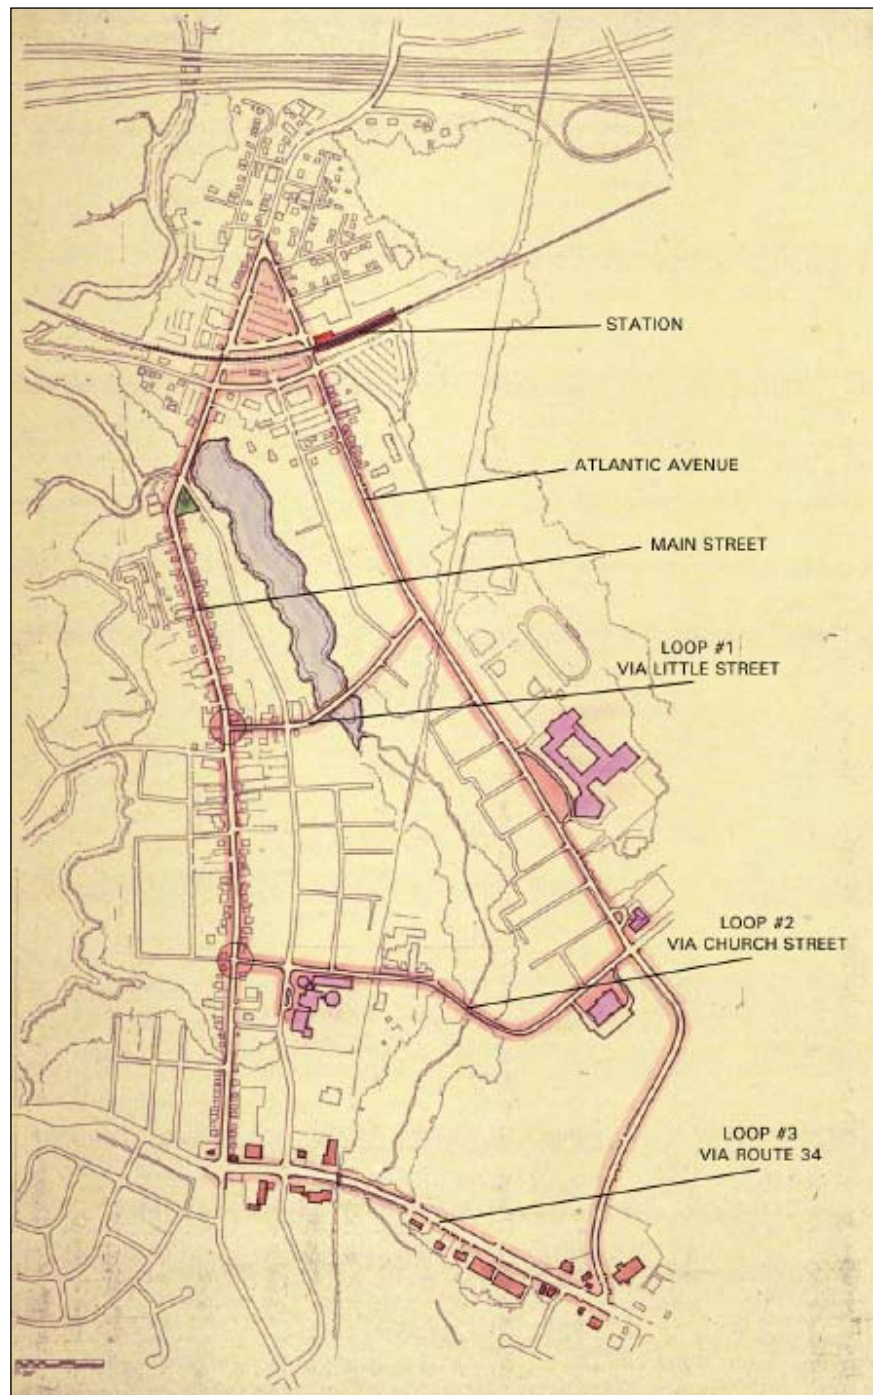 STATION
ATLANTIC AVENUE
MAIN STREET
LOOP #1
VIA LITTLE STREET
LOOP #2
VIA CHURCH STREET
LOOP #3
VIA ROUTE 34